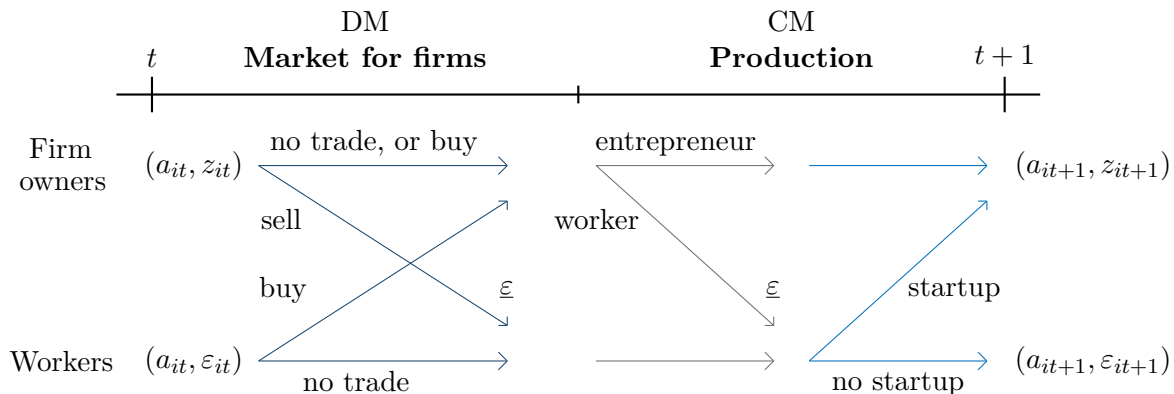 DM CM
t Market for firms Production t + 1
Firm owners (a_{it}, z_{it}) no trade, or buy entrepreneur (a_{it+1}, z_{it+1})
sell worker
buy ε ε startup
Workers (a_{it}, ε_{it}) no trade no startup (a_{it+1}, ε_{it+1})